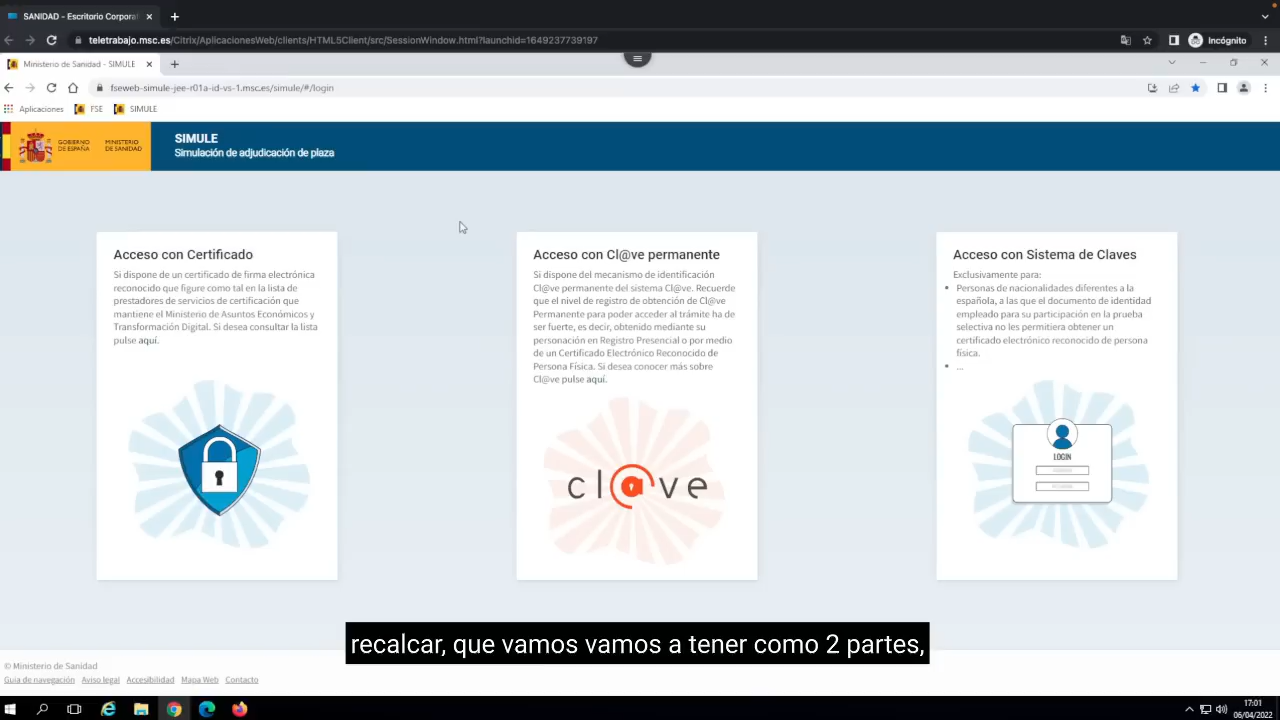 SANIDAD - Escritorio Corporat
teletrabajo.msc.es/Citrix/AplicacionesWeb/clients/HTML5Client/src/SessionWindow.html?launchid=1649237739197
Incógnito
Ministerio de Sanidad - SIMULE
fseweb-simule-jee-r01a-id-vs-1.msc.es/simule/#/login
Aplicaciones FSE SIMULE
GOBIERNO DE ESPAÑA
MINISTERIO DE SANIDAD
SIMULE
Simulación de adjudicación de plaza
Acceso con Certificado
Si dispone de un certificado de firma electrónica
reconocido que figure como tal en la lista de
prestadores de servicios de certificación que
mantiene el Ministerio de Asuntos Económicos y
Transformación Digital. Si desea consultar la lista
pulse aquí.
Acceso con Cl@ve permanente
Si dispone del mecanismo de identificación
Cl@ve permanente del sistema Cl@ve. Recuerde
que el nivel de registro de obtención de Cl@ve
Permanente para poder acceder al trámite ha de
ser fuerte, es decir, obtenido mediante su
personación en Registro Presencial o por medio
de un Certificado Electrónico Reconocido de
Persona Física. Si desea conocer más sobre
Cl@ve pulse aquí.
cl@ve
Acceso con Sistema de Claves
Exclusivamente para:
• Personas de nacionalidades diferentes a la
española, a las que el documento de identidad
empleado para su participación en la prueba
selectiva no les permitiera obtener un
certificado electrónico reconocido de persona
física.
• ...
LOGIN
recalcar, que vamos vamos a tener como 2 partes,
© Ministerio de Sanidad
Guía de navegación Aviso legal Accesibilidad Mapa Web Contacto
17:01
06/04/2022